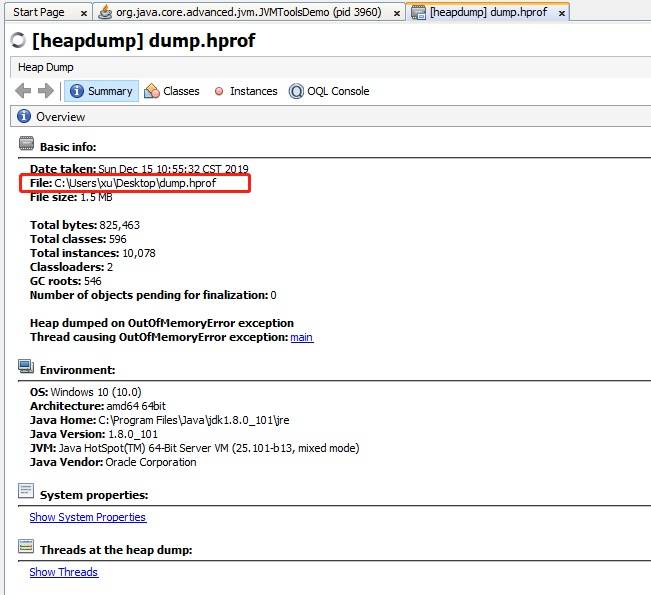 Start Page
org.java.core.advanced.jvm.JVMToolsDemo (pid 3960)
[heapdump] dump.hprof
[heapdump] dump.hprof
Heap Dump
Summary Classes Instances OQL Console
Overview
Basic info:
Date taken: Sun Dec 15 10:55:32 CST 2019
File: C:\Users\xu\Desktop\dump.hprof
File size: 1.5 MB
Total bytes: 825,463
Total classes: 596
Total instances: 10,078
Classloaders: 2
GC roots: 546
Number of objects pending for finalization: 0
Heap dumped on OutOfMemoryError exception
Thread causing OutOfMemoryError exception: main
Environment:
OS: Windows 10 (10.0)
Architecture: amd64 64bit
Java Home: C:\Program Files\Java\jdk1.8.0_101\jre
Java Version: 1.8.0_101
JVM: Java HotSpot(TM) 64-Bit Server VM (25.101-b13, mixed mode)
Java Vendor: Oracle Corporation
System properties:
Show System Properties
Threads at the heap dump:
Show Threads